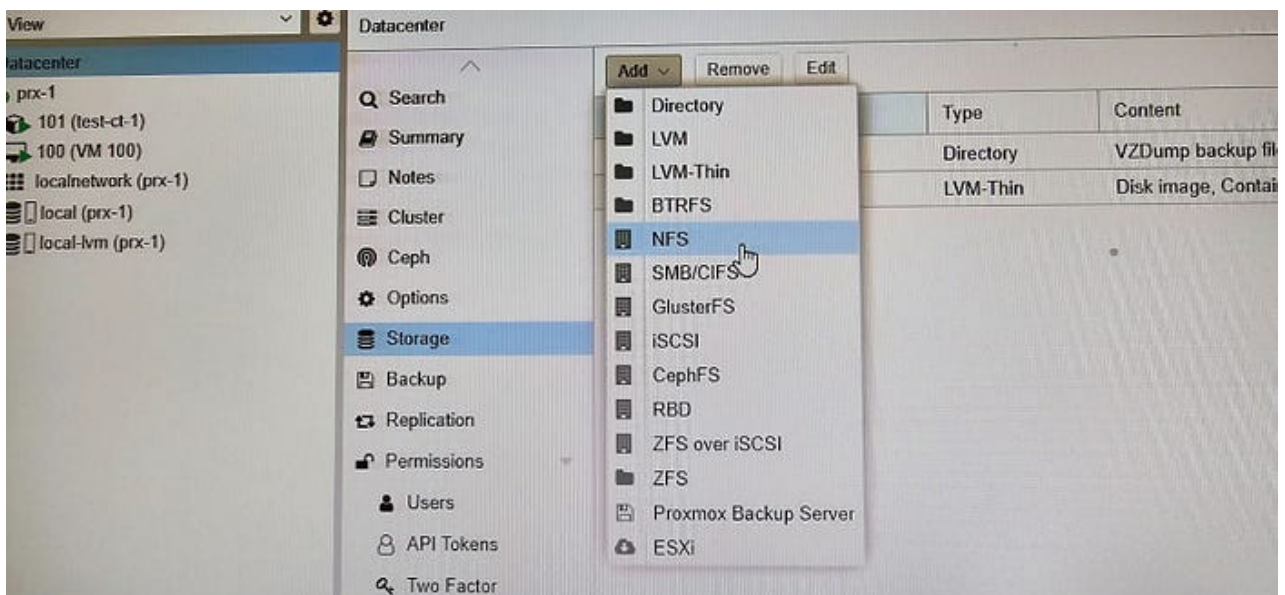 View
Datacenter
atacenter
prx-1
101 (test-ct-1)
100 (VM 100)
localnetwork (prx-1)
local (prx-1)
local-lvm (prx-1)
Search
Summary
Notes
Cluster
Ceph
Options
Storage
Backup
Replication
Permissions
Users
API Tokens
Two Factor
Add Remove Edit
Directory
LVM
LVM-Thin
BTRFS
NFS
SMB/CIFS
GlusterFS
iSCSI
CephFS
RBD
ZFS over iSCSI
ZFS
Proxmox Backup Server
ESXi
Type Content
Directory VZDump backup fil
LVM-Thin Disk image, Contai